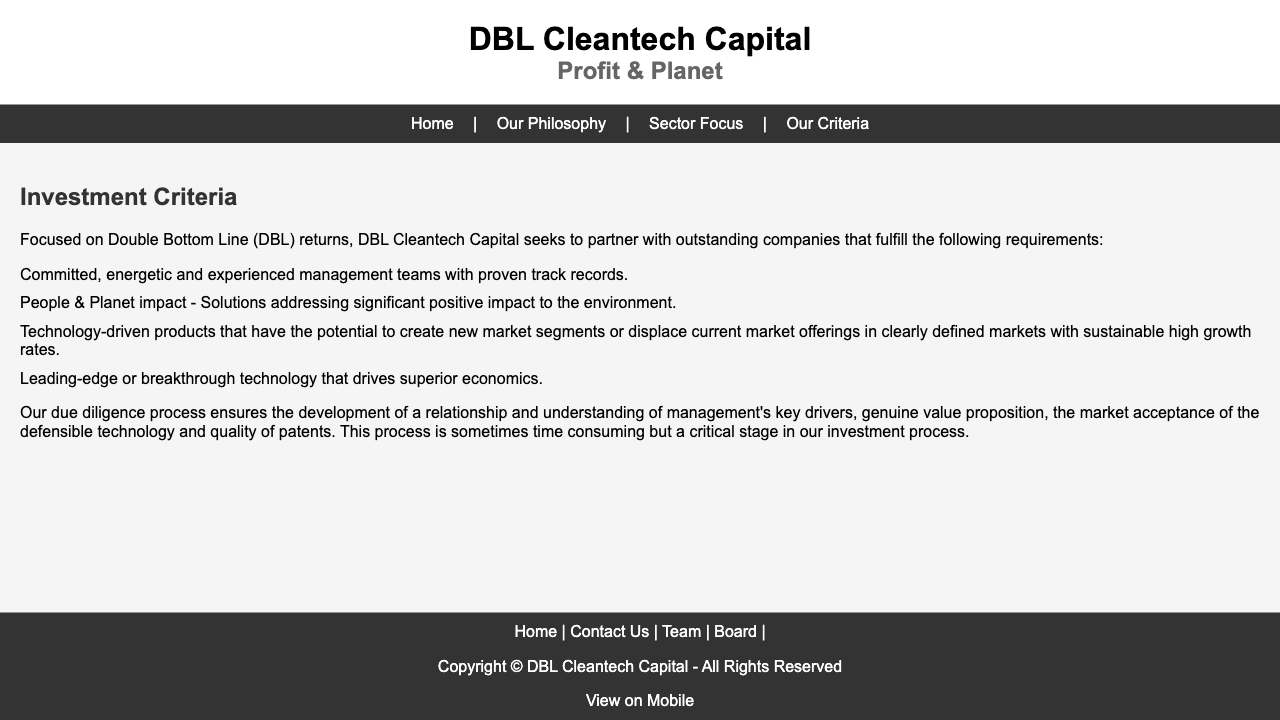 DBL Cleantech Capital
Profit & Planet
Home | Our Philosophy | Sector Focus | Our Criteria
Investment Criteria
Focused on Double Bottom Line (DBL) returns, DBL Cleantech Capital seeks to partner with outstanding companies that fulfill the following requirements:
Committed, energetic and experienced management teams with proven track records.
People & Planet impact - Solutions addressing significant positive impact to the environment.
Technology-driven products that have the potential to create new market segments or displace current market offerings in clearly defined markets with sustainable high growth
rates.
Leading-edge or breakthrough technology that drives superior economics.
Our due diligence process ensures the development of a relationship and understanding of management's key drivers, genuine value proposition, the market acceptance of the
defensible technology and quality of patents. This process is sometimes time consuming but a critical stage in our investment process.
Home | Contact Us | Team | Board |
Copyright © DBL Cleantech Capital - All Rights Reserved
View on Mobile